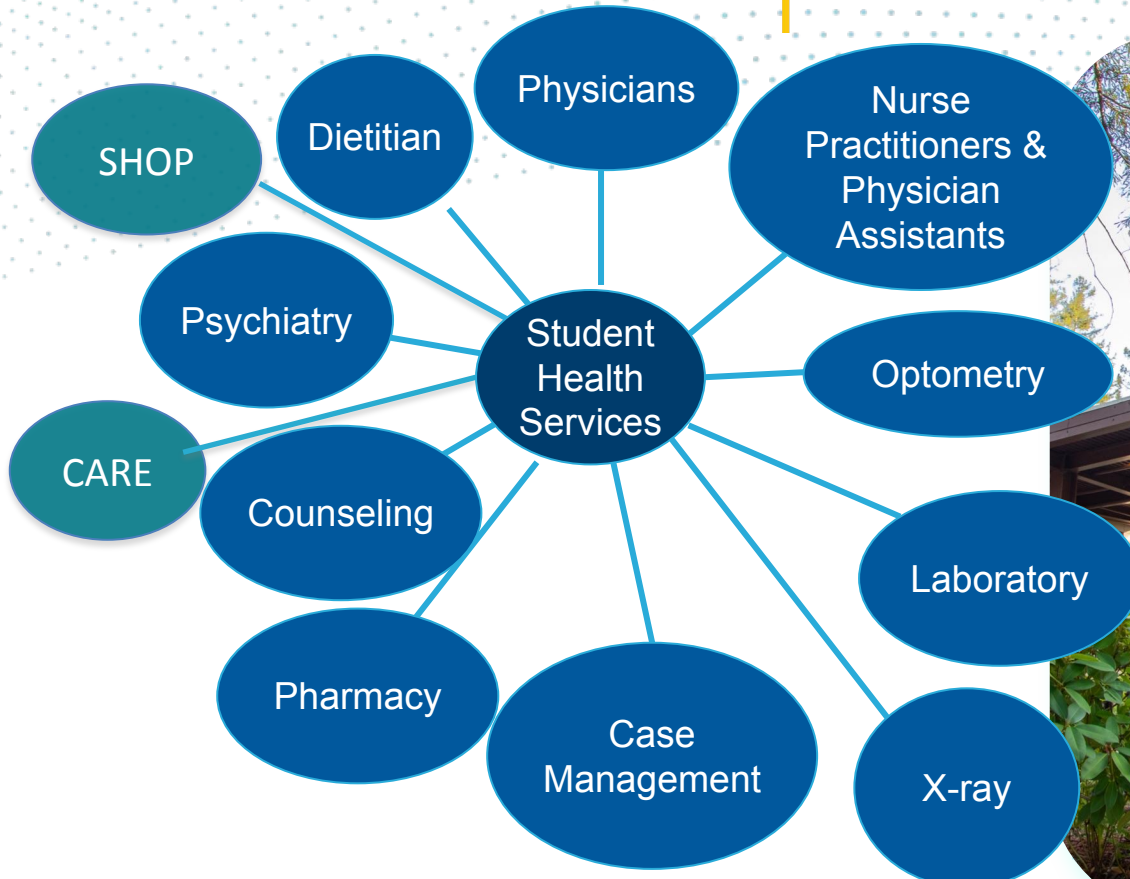 Physicians
Nurse
Practitioners &
Physician
Assistants
Dietitian
SHOP
Psychiatry
Student
Health
Services
Optometry
CARE
Counseling
Laboratory
Pharmacy
Case
Management
X-ray